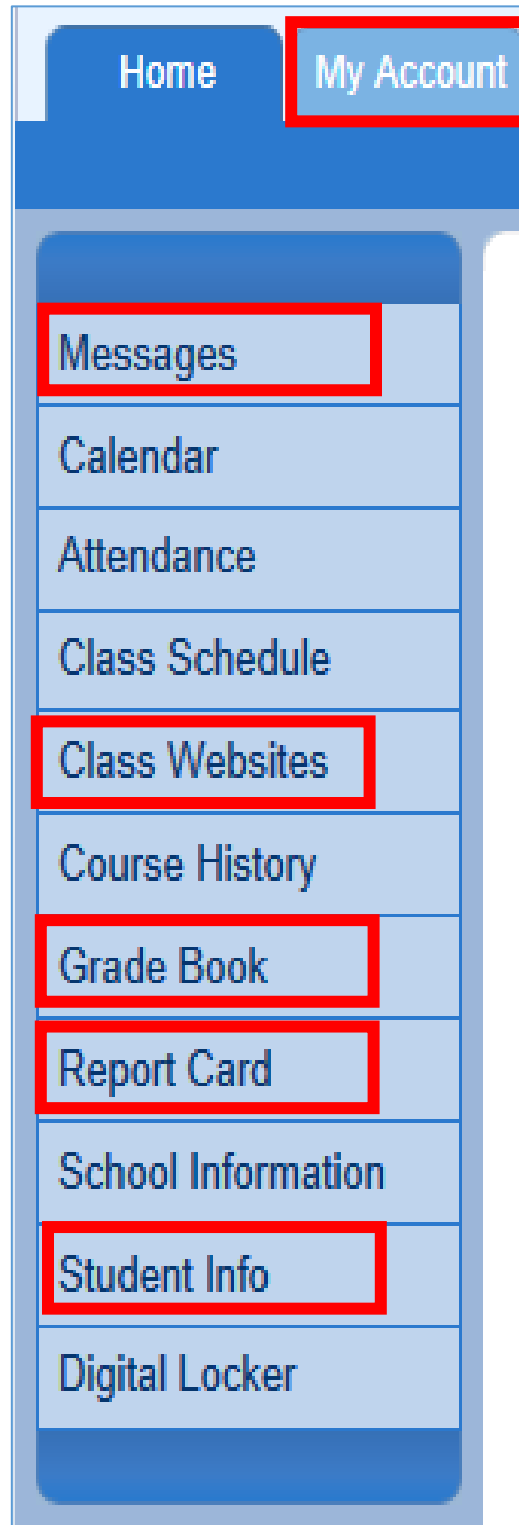 Home My Account
Messages
Calendar
Attendance
Class Schedule
Class Websites
Course History
Grade Book
Report Card
School Information
Student Info
Digital Locker